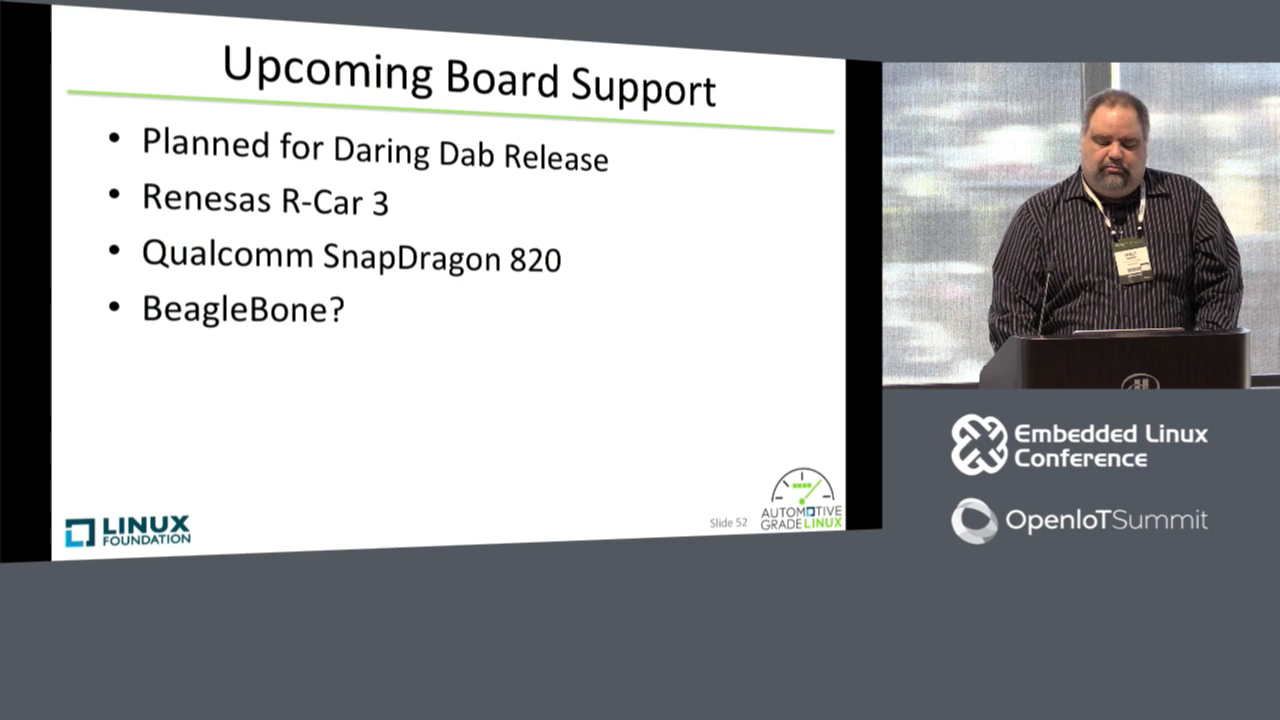 Upcoming Board Support
• Planned for Daring Dab Release
• Renesas R-Car 3
• Qualcomm SnapDragon 820
• BeagleBone?
LINUX
FOUNDATION
Slide 52
AUTOMOTIVE
GRADE LINUX
Embedded Linux
Conference
OpenIoTSummit